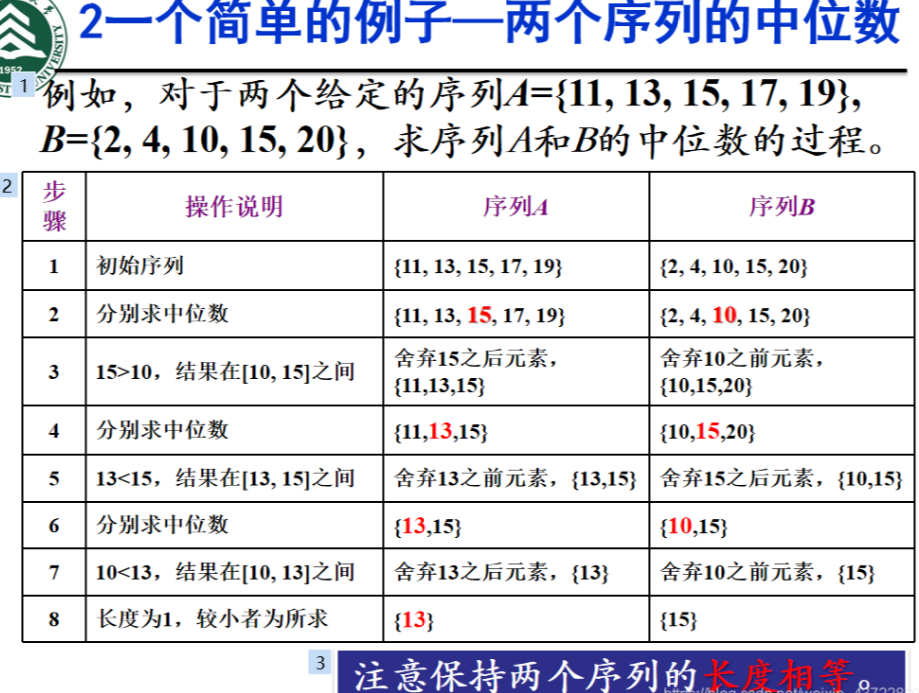 2一个简单的例子—两个序列的中位数
1952
1
例如，对于两个给定的序列A={11, 13, 15, 17, 19},
B={2, 4, 10, 15, 20}，求序列A和B的中位数的过程。
2
步骤 操作说明 序列A 序列B
1 初始序列 {11, 13, 15, 17, 19} {2, 4, 10, 15, 20}
2 分别求中位数 {11, 13, 15, 17, 19} {2, 4, 10, 15, 20}
3 15>10，结果在[10, 15]之间 舍弃15之后元素，{11,13,15} 舍弃10之前元素，{10,15,20}
4 分别求中位数 {11,13,15} {10,15,20}
5 13<15，结果在[13, 15]之间 舍弃13之前元素，{13,15} 舍弃15之后元素，{10,15}
6 分别求中位数 {13,15} {10,15}
7 10<13，结果在[10, 13]之间 舍弃13之后元素，{13} 舍弃10之前元素，{15}
8 长度为1，较小者为所求 {13} {15}
3
注意保持两个序列的长度相等。